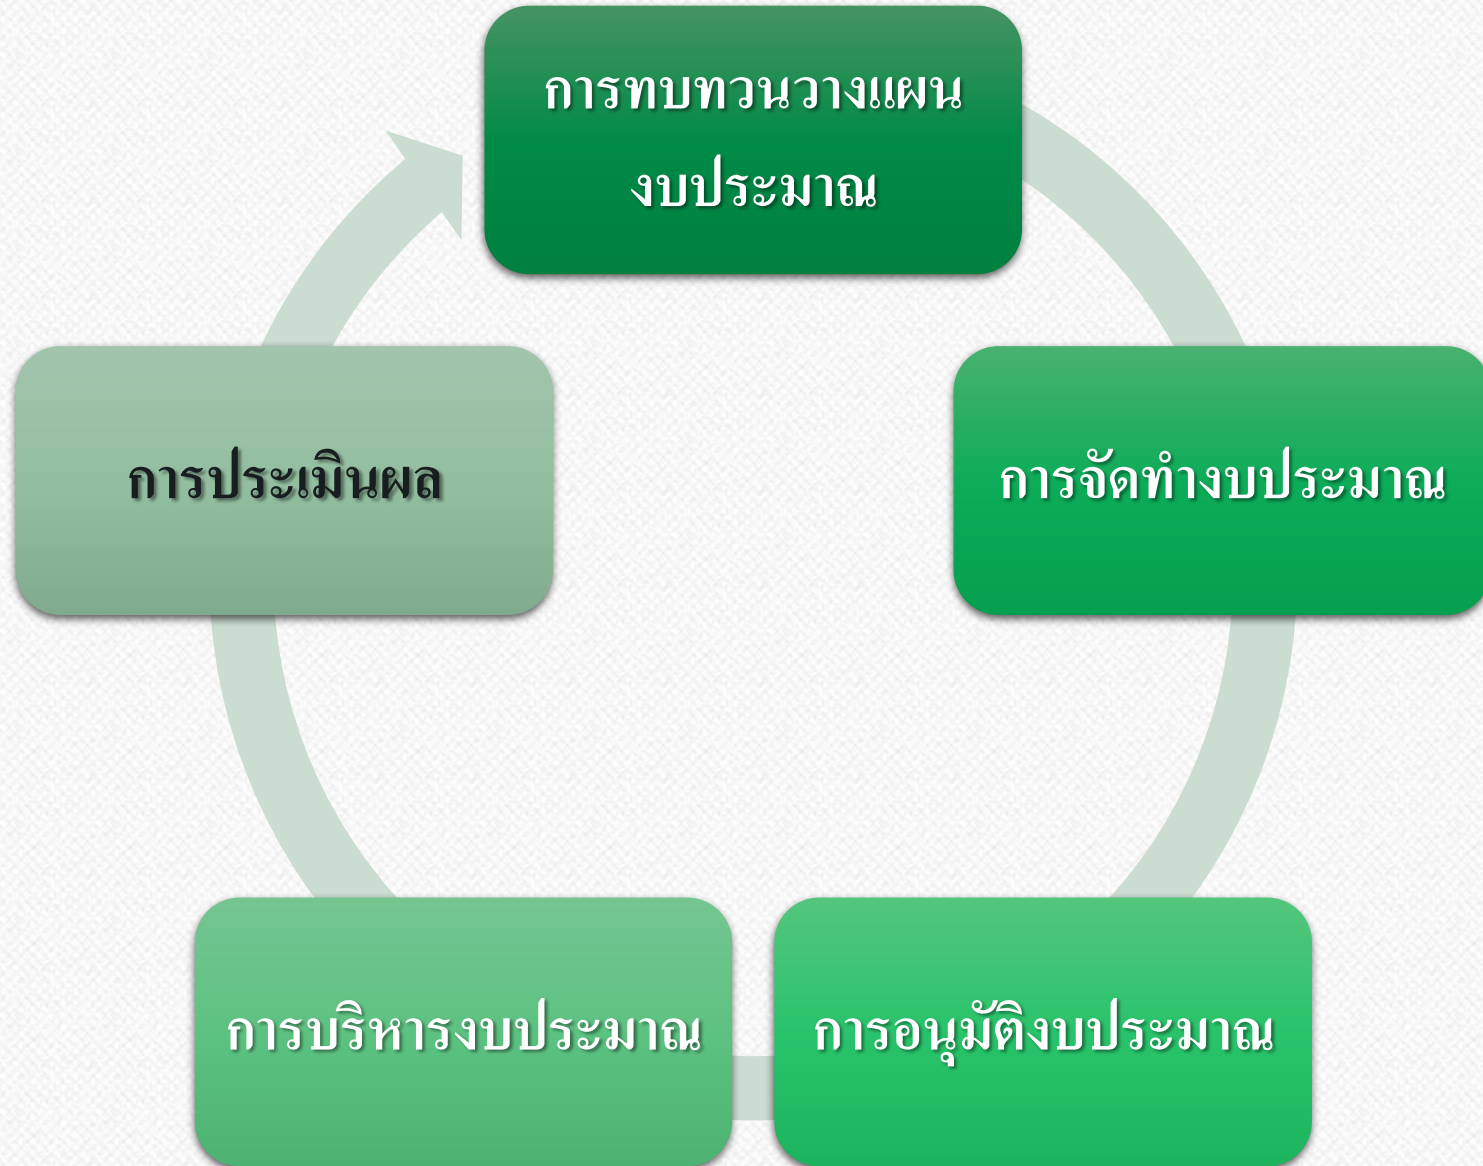 การทบทวนวางแผน
งบประมาณ
การจัดทำงบประมาณ
การอนุมัติงบประมาณ
การบริหารงบประมาณ
การประเมินผล